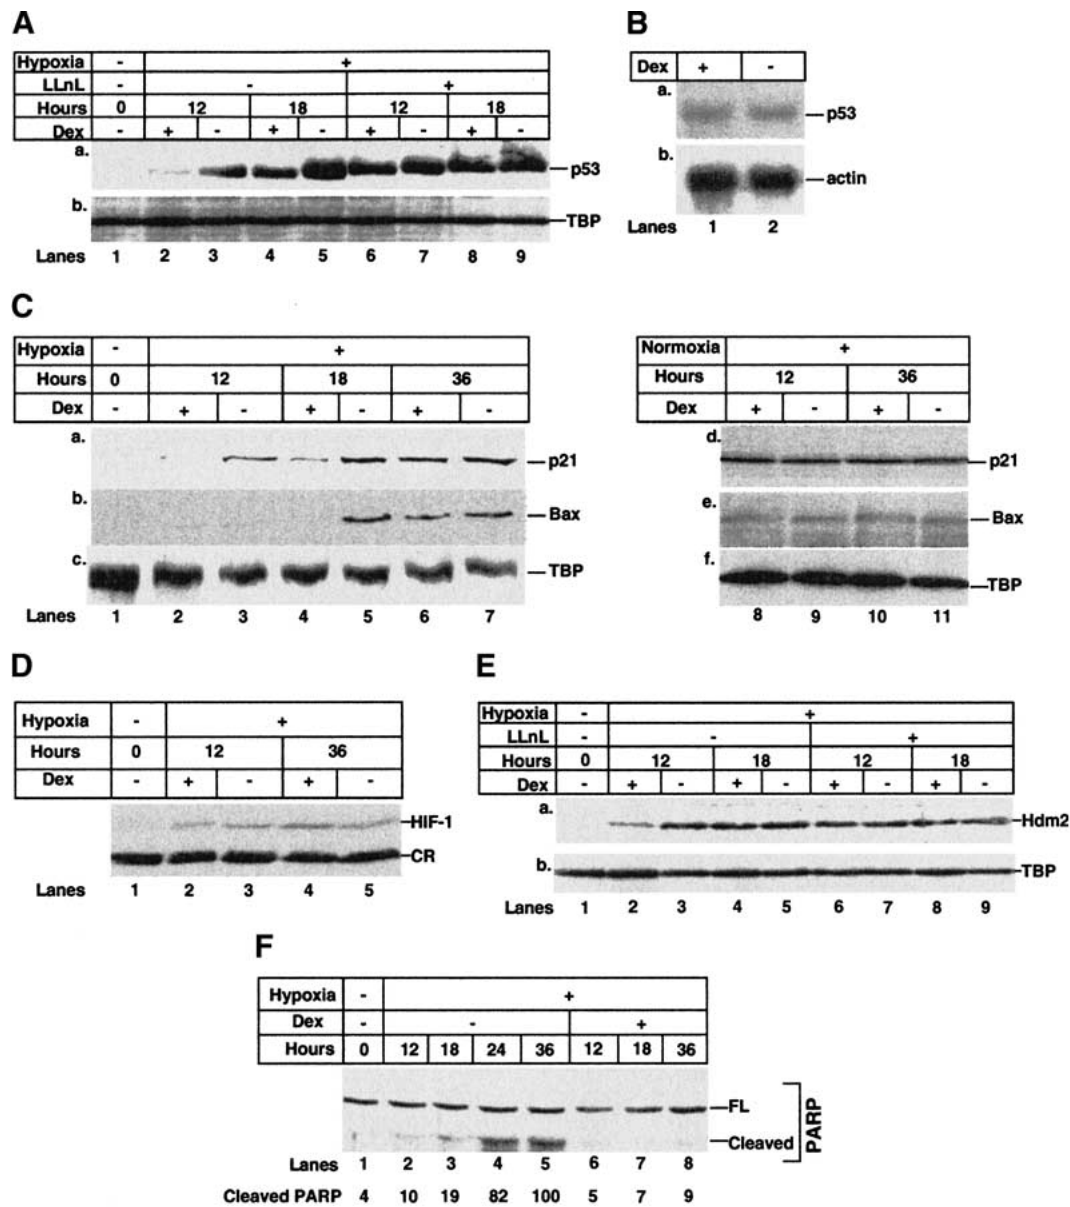 A
Hypoxia - +
LLnL - - +
Hours 0 12 18 12 18
Dex - + - + - + - + -
a. p53
b. TBP
Lanes 1 2 3 4 5 6 7 8 9
B
Dex + -
a. p53
b. actin
Lanes 1 2
C
Hypoxia - +
Hours 0 12 18 36
Dex - + - + - + -
a. p21
b. Bax
c. TBP
Lanes 1 2 3 4 5 6 7
Normoxia +
Hours 12 36
Dex + - + -
d. p21
e. Bax
f. TBP
8 9 10 11
D
Hypoxia - +
Hours 0 12 36
Dex - + - + -
HIF-1
CR
Lanes 1 2 3 4 5
E
Hypoxia - +
LLnL - - +
Hours 0 12 18 12 18
Dex - + - + - + - + -
a. Hdm2
b. TBP
Lanes 1 2 3 4 5 6 7 8 9
F
Hypoxia - +
Dex - - +
Hours 0 12 18 24 36 12 18 36
FL
Cleaved
PARP
Lanes 1 2 3 4 5 6 7 8
Cleaved PARP 4 10 19 82 100 5 7 9